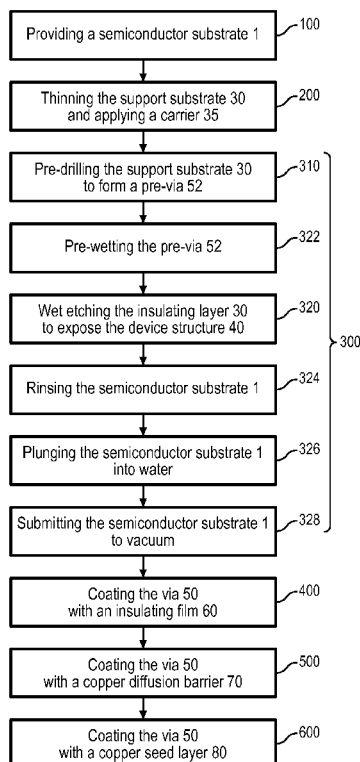 Providing a semiconductor substrate 1
100
Thinning the support substrate 30
and applying a carrier 35
200
Pre-drilling the support substrate 30
to form a pre-via 52
310
Pre-wetting the pre-via 52
322
Wet etching the insulating layer 30
to expose the device structure 40
320
300
Rinsing the semiconductor substrate 1
324
Plunging the semiconductor substrate 1
into water
326
Submitting the semiconductor substrate 1
to vacuum
328
Coating the via 50
with an insulating film 60
400
Coating the via 50
with a copper diffusion barrier 70
500
Coating the via 50
with a copper seed layer 80
600